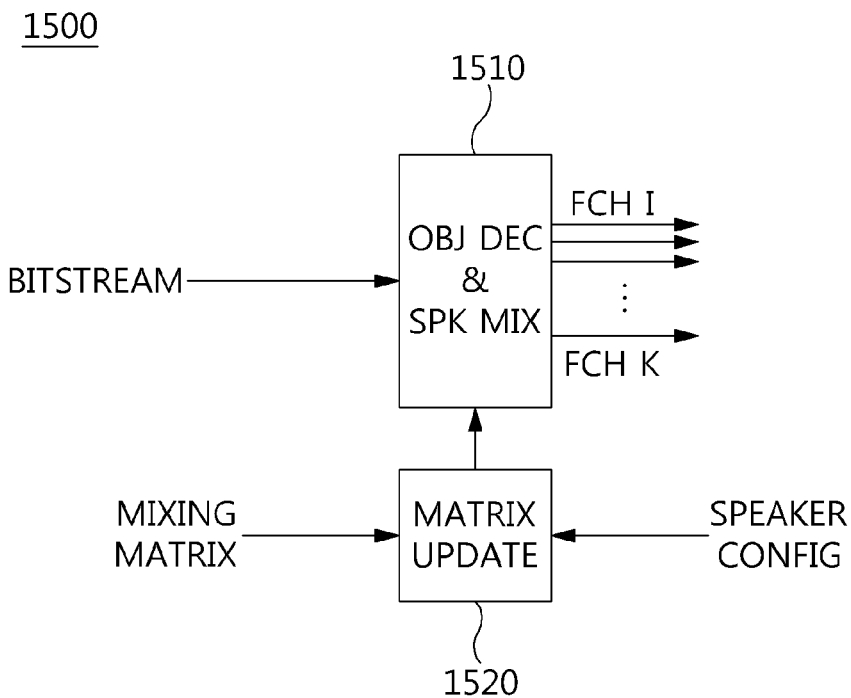 1500
1510
FCH I
OBJ DEC
&
SPK MIX
BITSTREAM
⋮
FCH K
MIXING
MATRIX
MATRIX
UPDATE
SPEAKER
CONFIG
1520